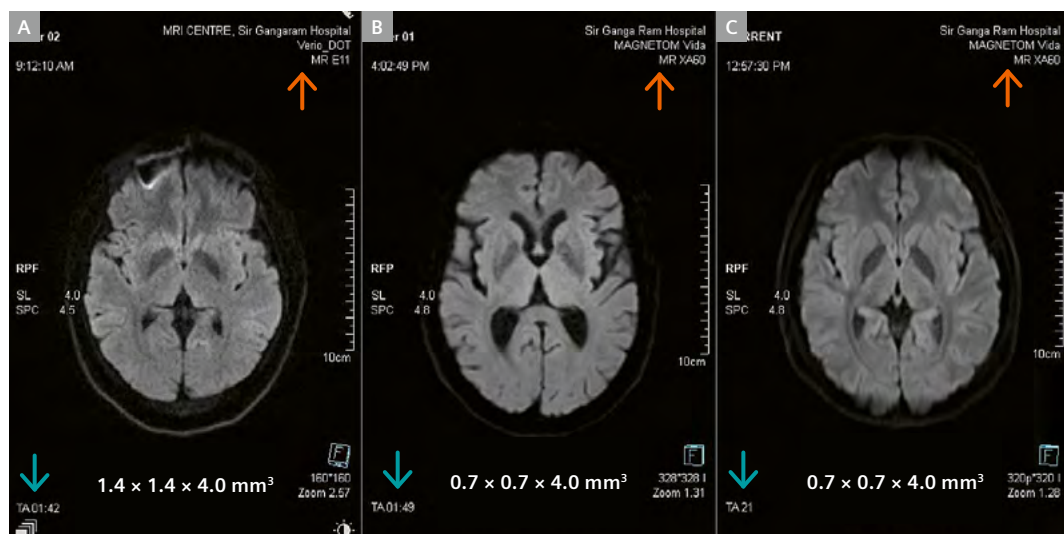 A
er 02
MRI CENTRE, Sir Gangaram Hospital
Verio_DOT
MR E11
9:12:10 AM
RPF
SL 4.0
SPC 4.5
10cm
F
1.4 × 1.4 × 4.0 mm³
160*160
Zoom 2.57
TA 01:42
B
er 01
Sir Ganga Ram Hospital
MAGNETOM Vida
MR XA60
4:02:49 PM
RFP
SL 4.0
SPC 4.8
10cm
F
0.7 × 0.7 × 4.0 mm³
328*328 I
Zoom 1.31
TA 01:49
C
RRENT
Sir Ganga Ram Hospital
MAGNETOM Vida
MR XA60
12:57:30 PM
RPF
SL 4.0
SPC 4.8
10cm
F
0.7 × 0.7 × 4.0 mm³
320p*320 I
Zoom 1.28
TA 21